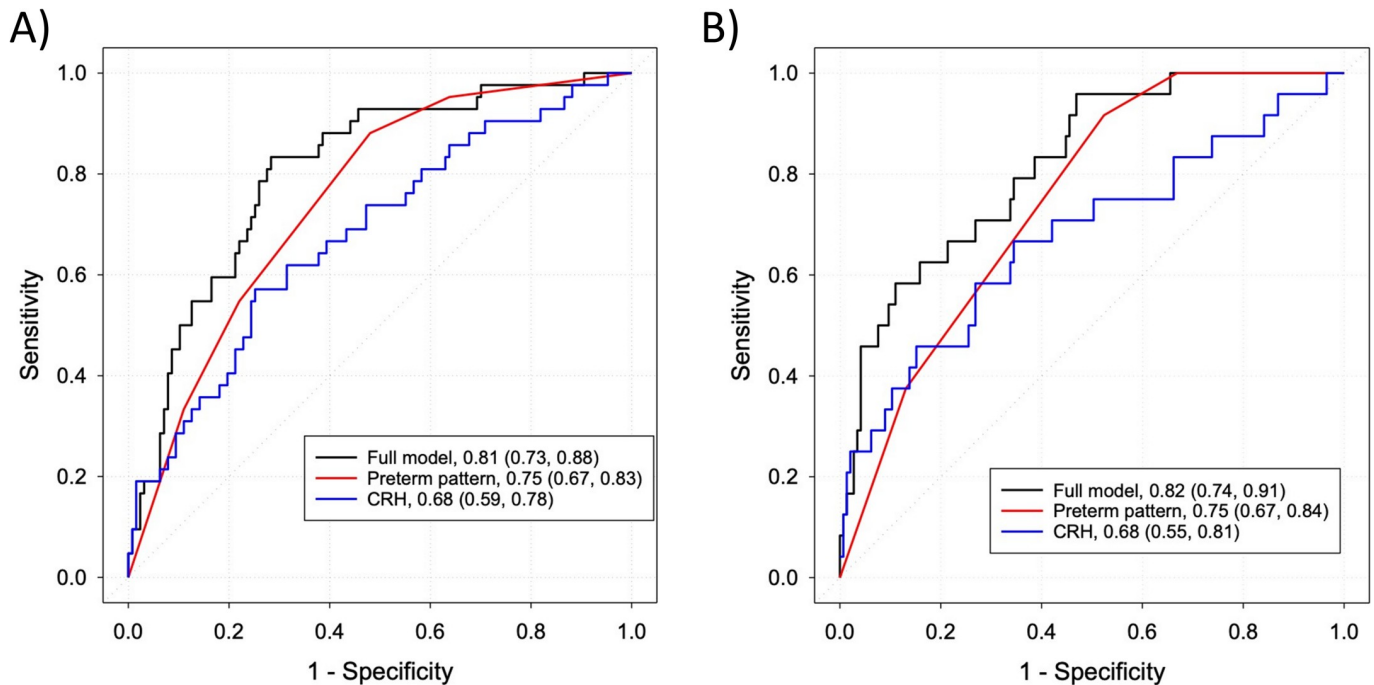 A)
1.0
0.8
0.6
0.4
0.2
0.0
Sensitivity
Full model, 0.81 (0.73, 0.88)
Preterm pattern, 0.75 (0.67, 0.83)
CRH, 0.68 (0.59, 0.78)
0.0 0.2 0.4 0.6 0.8 1.0
1 - Specificity
B)
1.0
0.8
0.6
0.4
0.2
0.0
Sensitivity
Full model, 0.82 (0.74, 0.91)
Preterm pattern, 0.75 (0.67, 0.84)
CRH, 0.68 (0.55, 0.81)
0.0 0.2 0.4 0.6 0.8 1.0
1 - Specificity